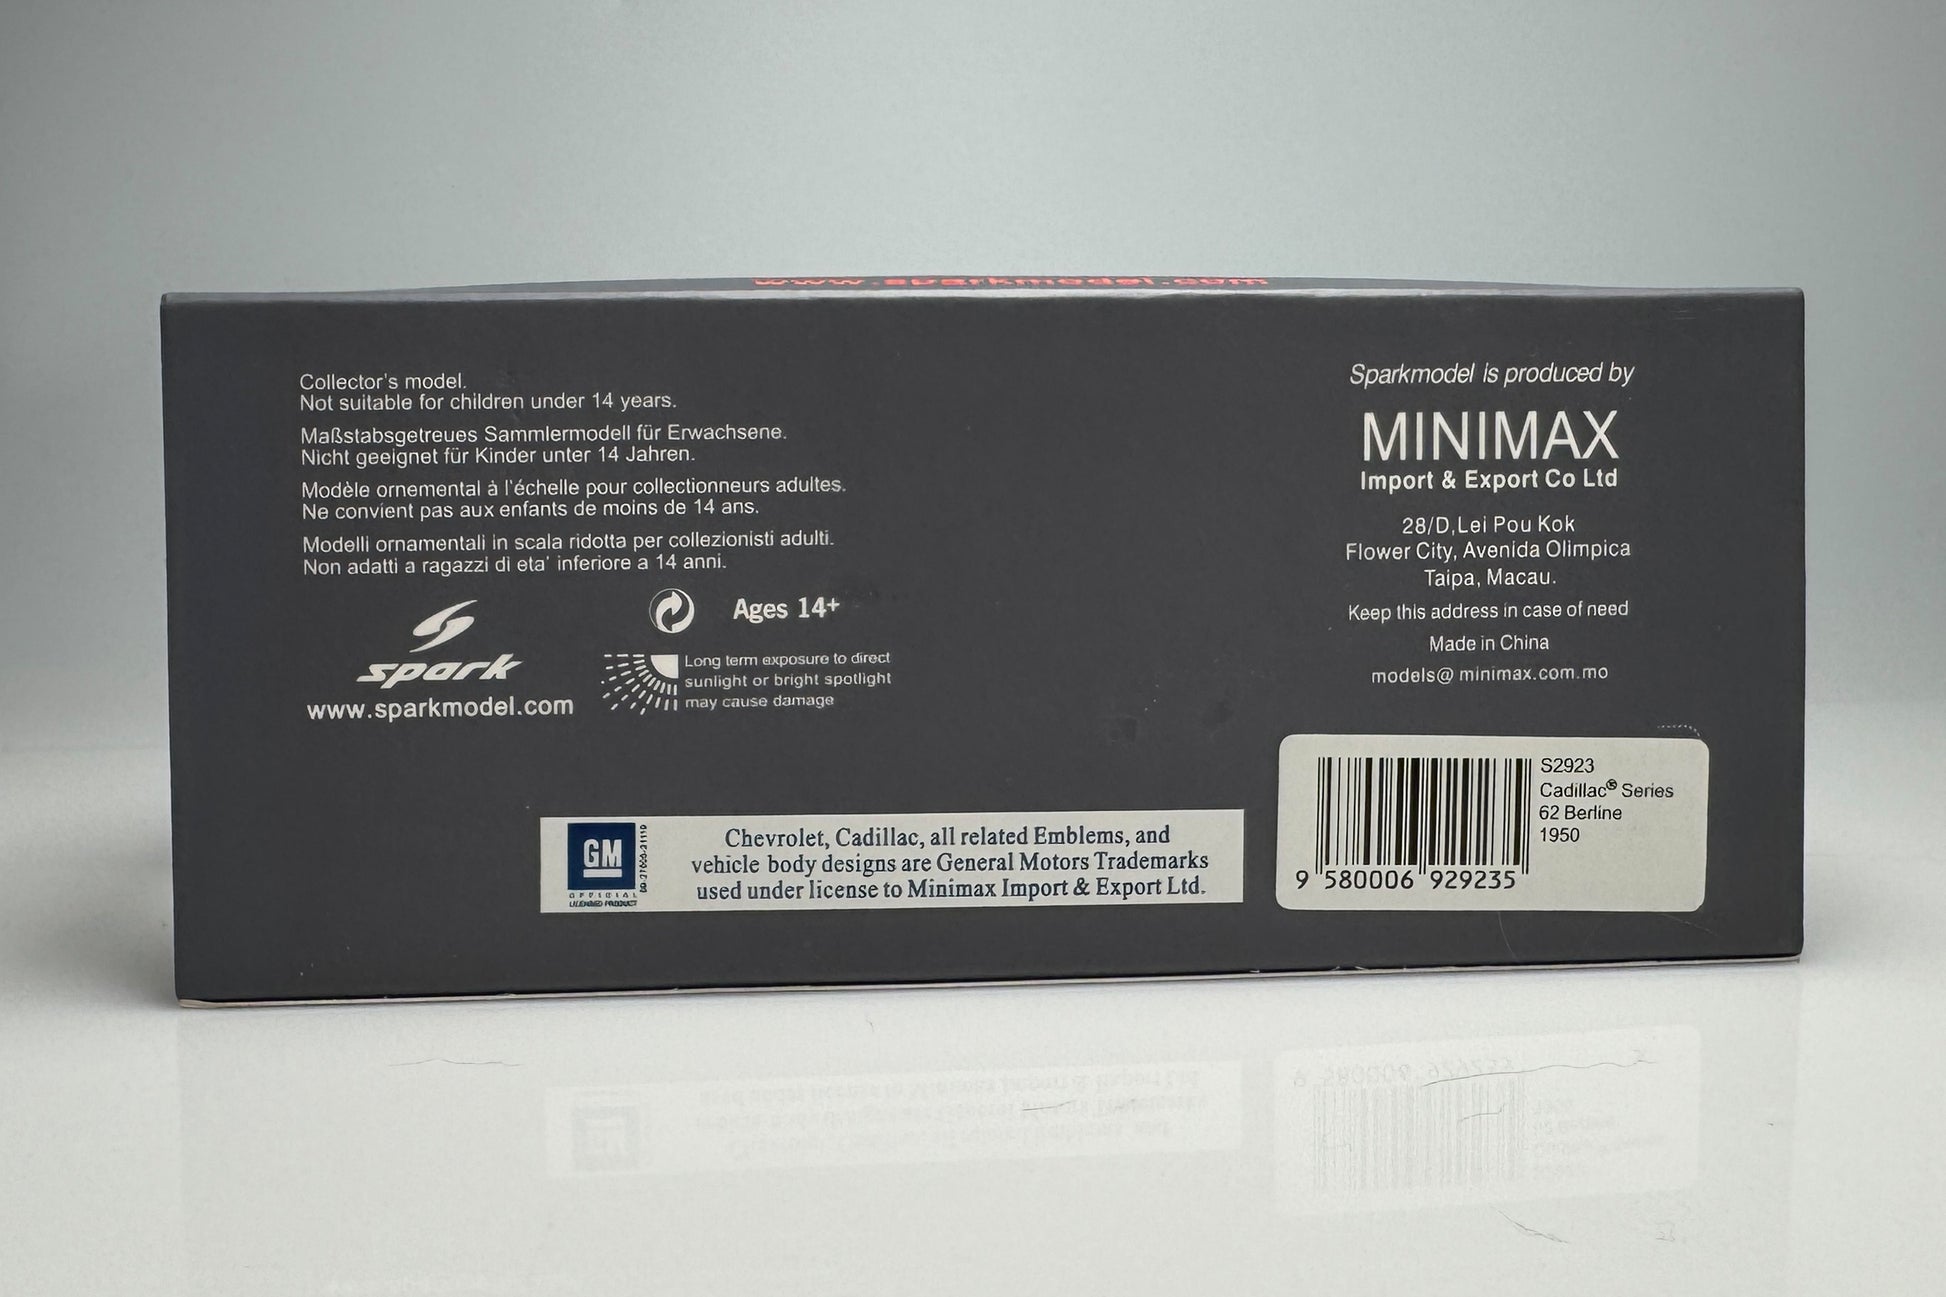 www.sparkmodel.com
Collector's model.
Not suitable for children under 14 years.
Maßstabsgetreues Sammlermodell für Erwachsene.
Nicht geeignet für Kinder unter 14 Jahren.
Modèle ornemental à l'échelle pour collectionneurs adultes.
Ne convient pas aux enfants de moins de 14 ans.
Modelli ornamentali in scala ridotta per collezionisti adulti.
Non adatti a ragazzi di eta' inferiore a 14 anni.
Ages 14+
spark
www.sparkmodel.com
Long term exposure to direct
sunlight or bright spotlight
may cause damage
Sparkmodel is produced by
MINIMAX
Import & Export Co Ltd
28/D,Lei Pou Kok
Flower City, Avenida Olimpica
Taipa, Macau.
Keep this address in case of need
Made in China
models@ minimax.com.mo
GM
OFFICIAL
LICENSED PRODUCT
Chevrolet, Cadillac, all related Emblems, and
vehicle body designs are General Motors Trademarks
used under license to Minimax Import & Export Ltd.
S2923
Cadillac® Series
62 Berline
1950
9 580006 929235